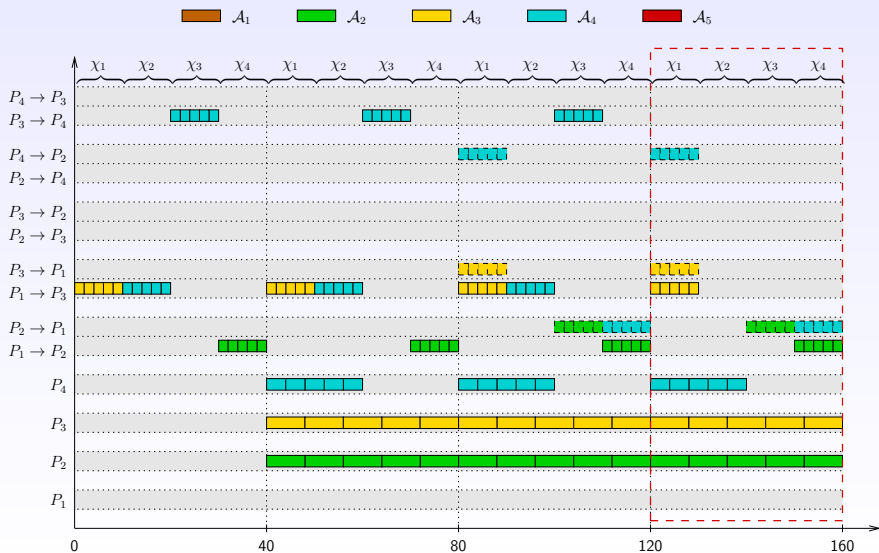 𝒜₁ 𝒜₂ 𝒜₃ 𝒜₄ 𝒜₅
χ₁ χ₂ χ₃ χ₄ χ₁ χ₂ χ₃ χ₄ χ₁ χ₂ χ₃ χ₄ χ₁ χ₂ χ₃ χ₄
P₄ → P₃
P₃ → P₄
P₄ → P₂
P₂ → P₄
P₃ → P₂
P₂ → P₃
P₃ → P₁
P₁ → P₃
P₂ → P₁
P₁ → P₂
P₄
P₃
P₂
P₁
0 40 80 120 160